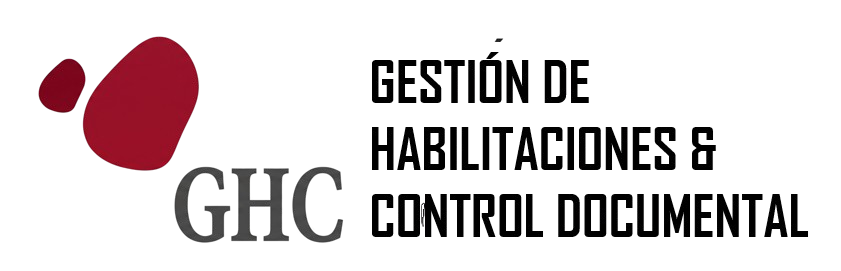 GHC
GESTIÓN DE
HABILITACIONES &
CONTROL DOCUMENTAL